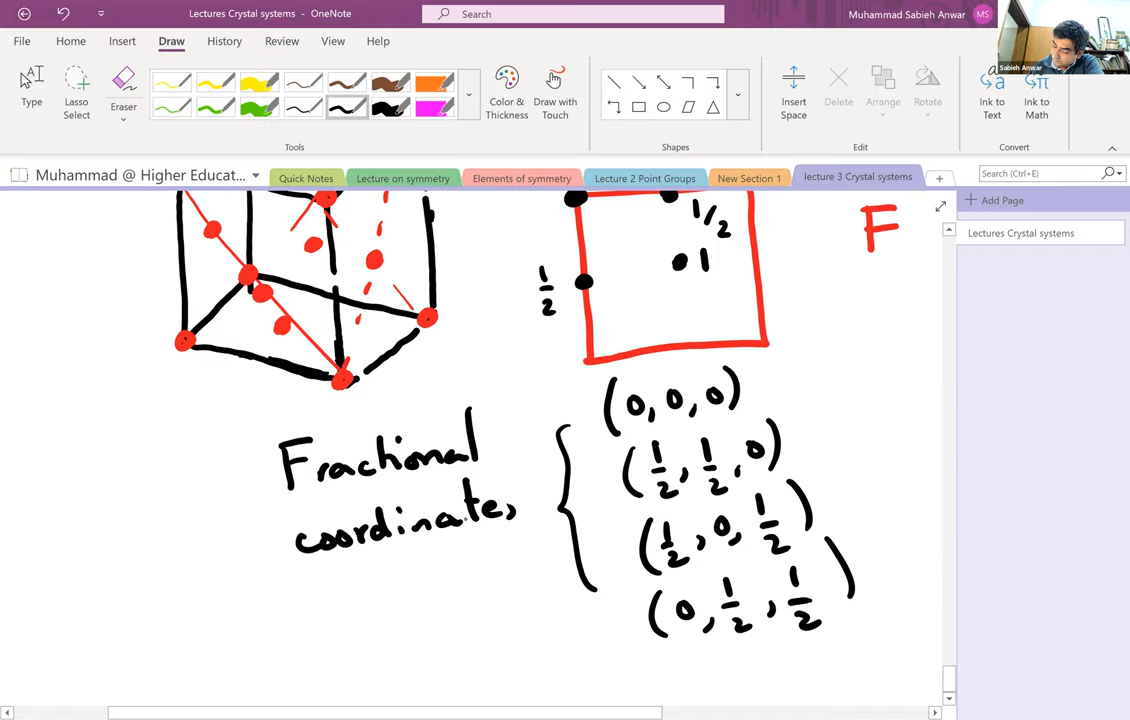 Lectures Crystal systems - OneNote
Search
Muhammad Sabieh Anwar
MS
Sabieh Anwar
File Home Insert Draw History Review View Help
Type
Lasso Select
Eraser
Color & Thickness
Draw with Touch
Insert Space
Delete
Arrange
Rotate
Ink to Text
Ink to Math
Tools
Shapes
Edit
Convert
Muhammad @ Higher Educat...
Quick Notes
Lecture on symmetry
Elements of symmetry
Lecture 2 Point Groups
New Section 1
lecture 3 Crystal systems
Search (Ctrl+E)
Add Page
Lectures Crystal systems
1/2
F
1
1/2
(0, 0, 0)
Fractional
(1/2, 1/2, 0)
coordinates
(1/2, 0, 1/2)
(0, 1/2, 1/2)